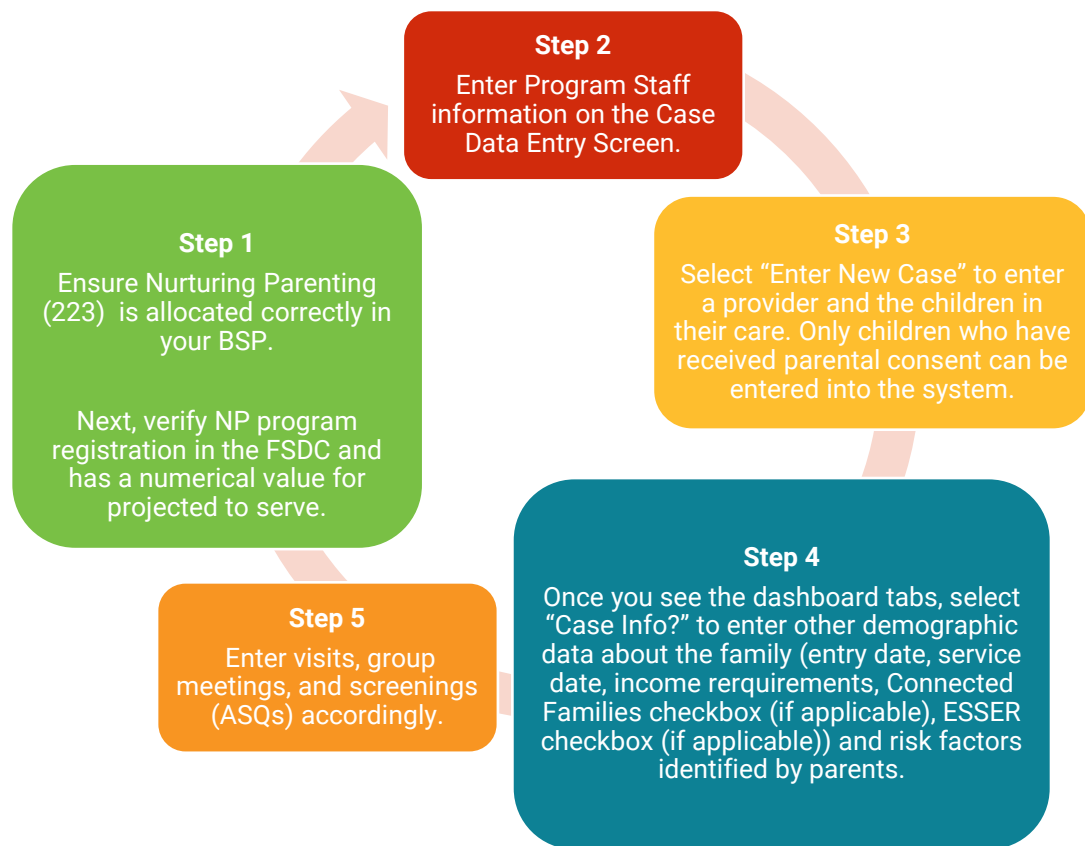 Step 1
Ensure Nurturing Parenting
(223)  is allocated correctly in
your BSP.
Next, verify NP program
registration in the FSDC and
has a numerical value for
projected to serve.
Step 2
Enter Program Staff
information on the Case
Data Entry Screen.
Step 3
Select “Enter New Case” to enter
a provider and the children in
their care. Only children who have
received parental consent can be
entered into the system.
Step 4
Once you see the dashboard tabs, select
“Case Info?” to enter other demographic
data about the family (entry date, service
date, income rerquirements, Connected
Families checkbox (if applicable), ESSER
checkbox (if applicable)) and risk factors
identified by parents.
Step 5
Enter visits, group
meetings, and screenings
(ASQs) accordingly.